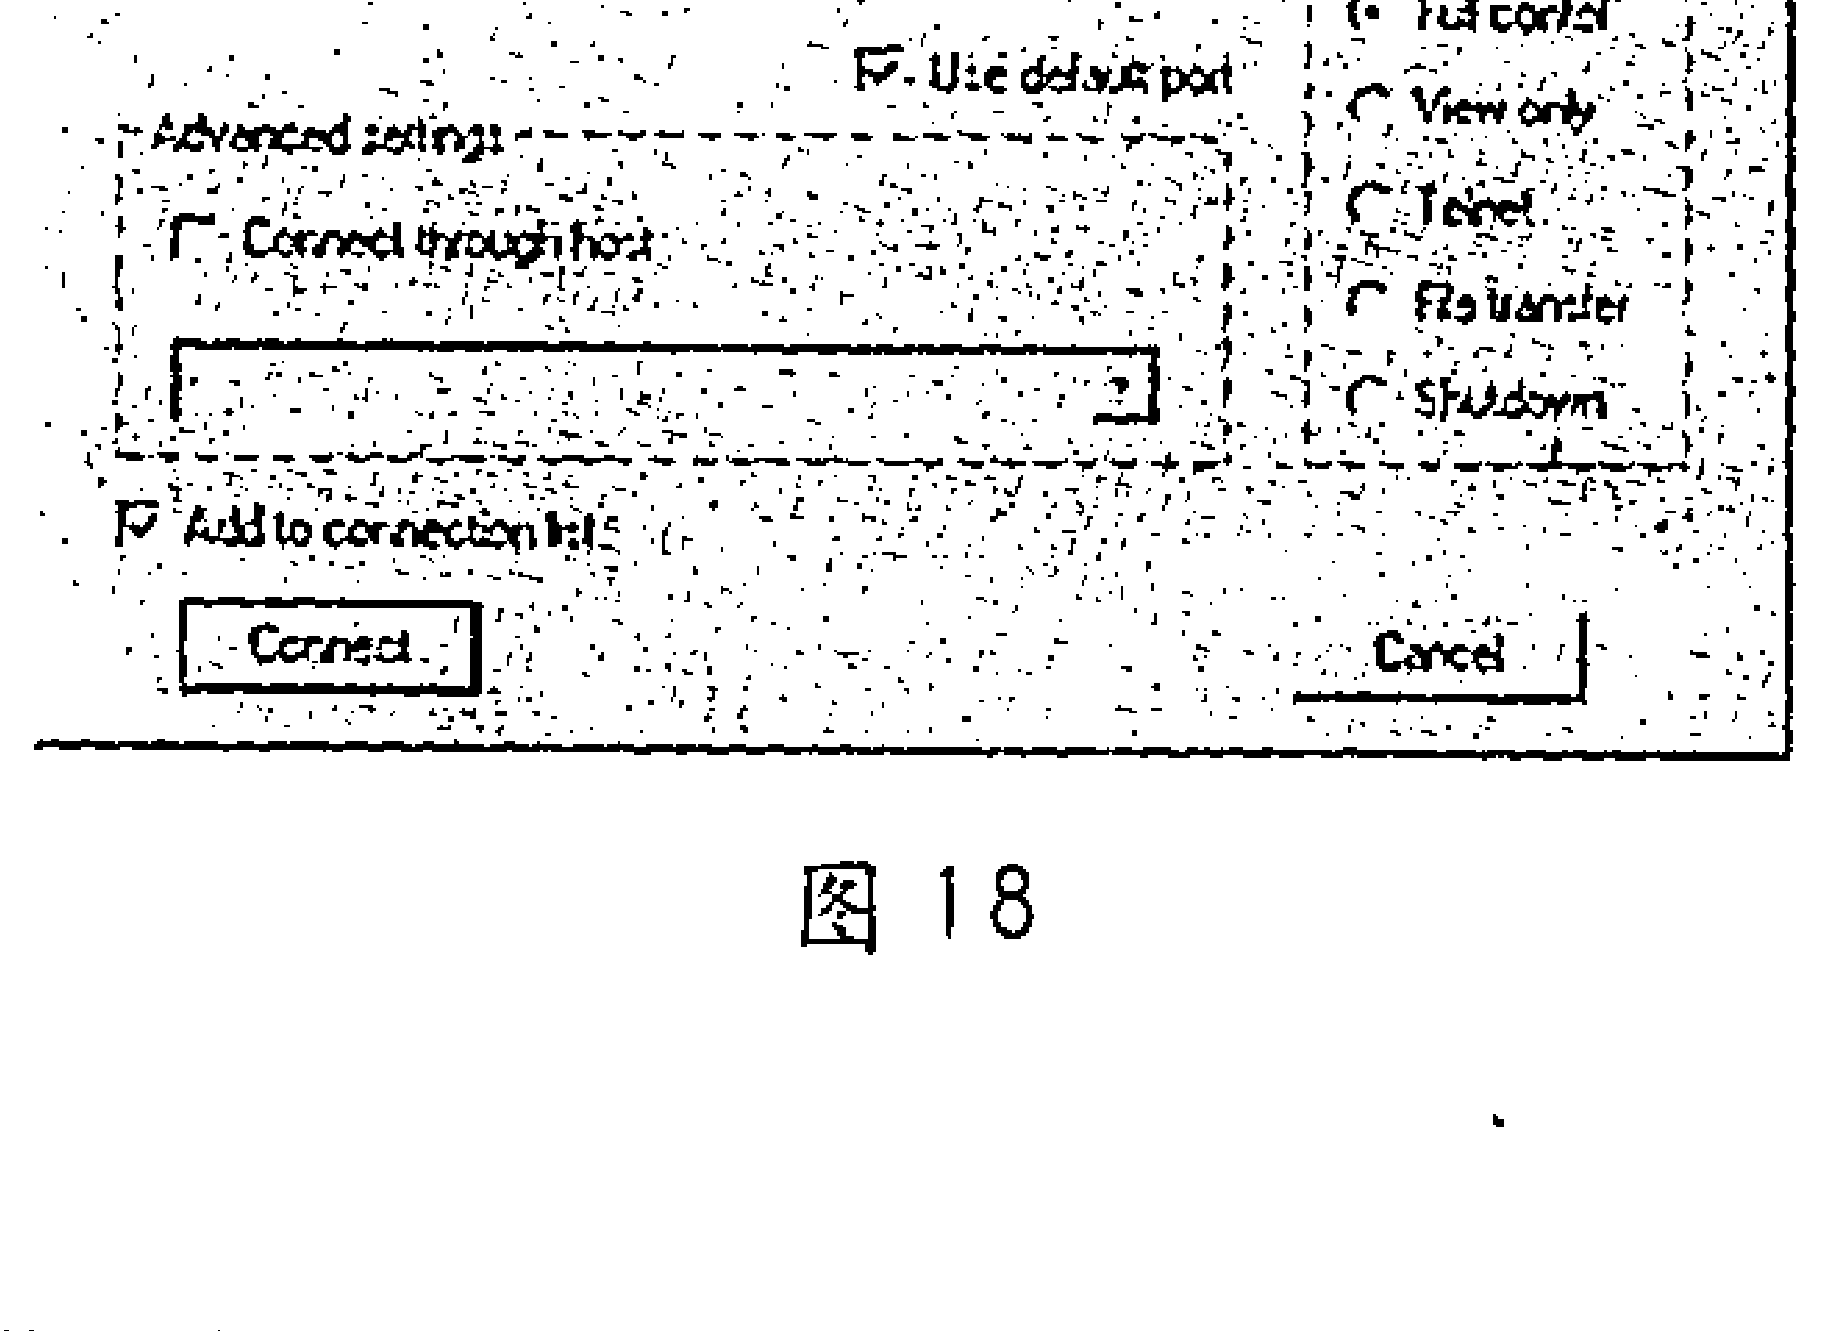 Full control
Use default port
View only
Advanced settings
Telnet
Connect through host
File transfer
Shutdown
Add to connection list
Connect
Cancel
图 18